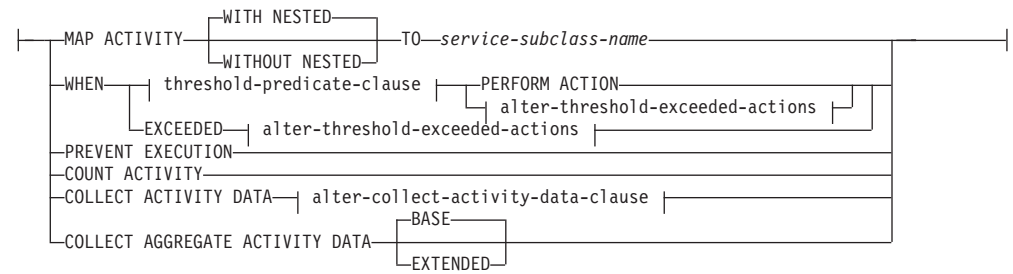 WITH NESTED
MAP ACTIVITY TO service-subclass-name
WITHOUT NESTED
WHEN threshold-predicate-clause PERFORM ACTION
alter-threshold-exceeded-actions
EXCEEDED alter-threshold-exceeded-actions
PREVENT EXECUTION
COUNT ACTIVITY
COLLECT ACTIVITY DATA alter-collect-activity-data-clause
BASE
COLLECT AGGREGATE ACTIVITY DATA
EXTENDED